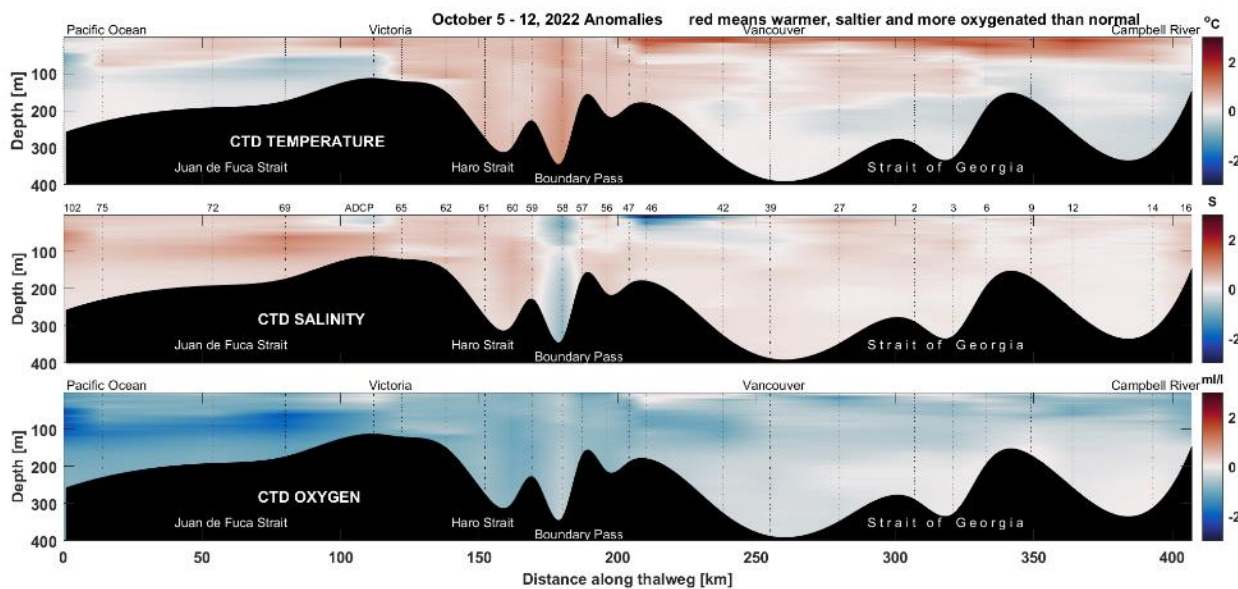 October 5 - 12, 2022 Anomalies red means warmer, saltier and more oxygenated than normal
Pacific Ocean Victoria Vancouver Campbell River °C
Depth [m]
100
200
300
400
CTD TEMPERATURE
Juan de Fuca Strait Haro Strait Boundary Pass Strait of Georgia
2
0
-2
102 75 72 69 ADCP 65 62 61 60 59 58 57 56 47 46 42 39 27 2 3 6 9 12 14 16 S
Depth [m]
100
200
300
400
CTD SALINITY
Juan de Fuca Strait Haro Strait Boundary Pass Strait of Georgia
2
0
-2
Pacific Ocean Victoria Vancouver Campbell River ml/l
Depth [m]
100
200
300
400
CTD OXYGEN
Juan de Fuca Strait Haro Strait Boundary Pass Strait of Georgia
2
0
-2
0 50 100 150 200 250 300 350 400
Distance along thalweg [km]